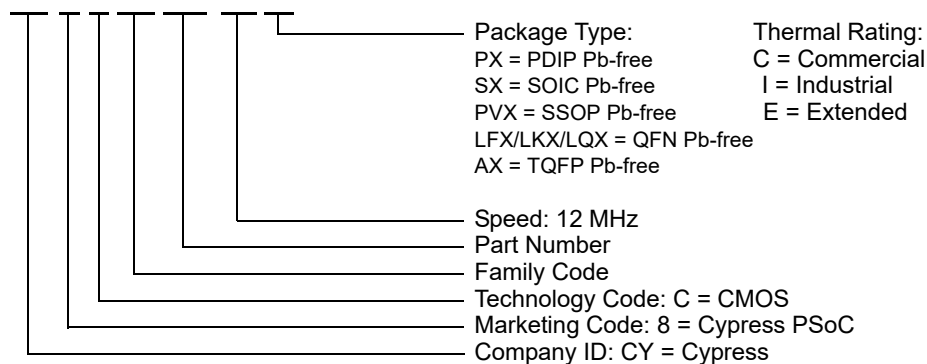 Package Type:
PX = PDIP Pb-free
SX = SOIC Pb-free
PVX = SSOP Pb-free
LFX/LKX/LQX = QFN Pb-free
AX = TQFP Pb-free
Thermal Rating:
C = Commercial
I = Industrial
E = Extended
Speed: 12 MHz
Part Number
Family Code
Technology Code: C = CMOS
Marketing Code: 8 = Cypress PSoC
Company ID: CY = Cypress